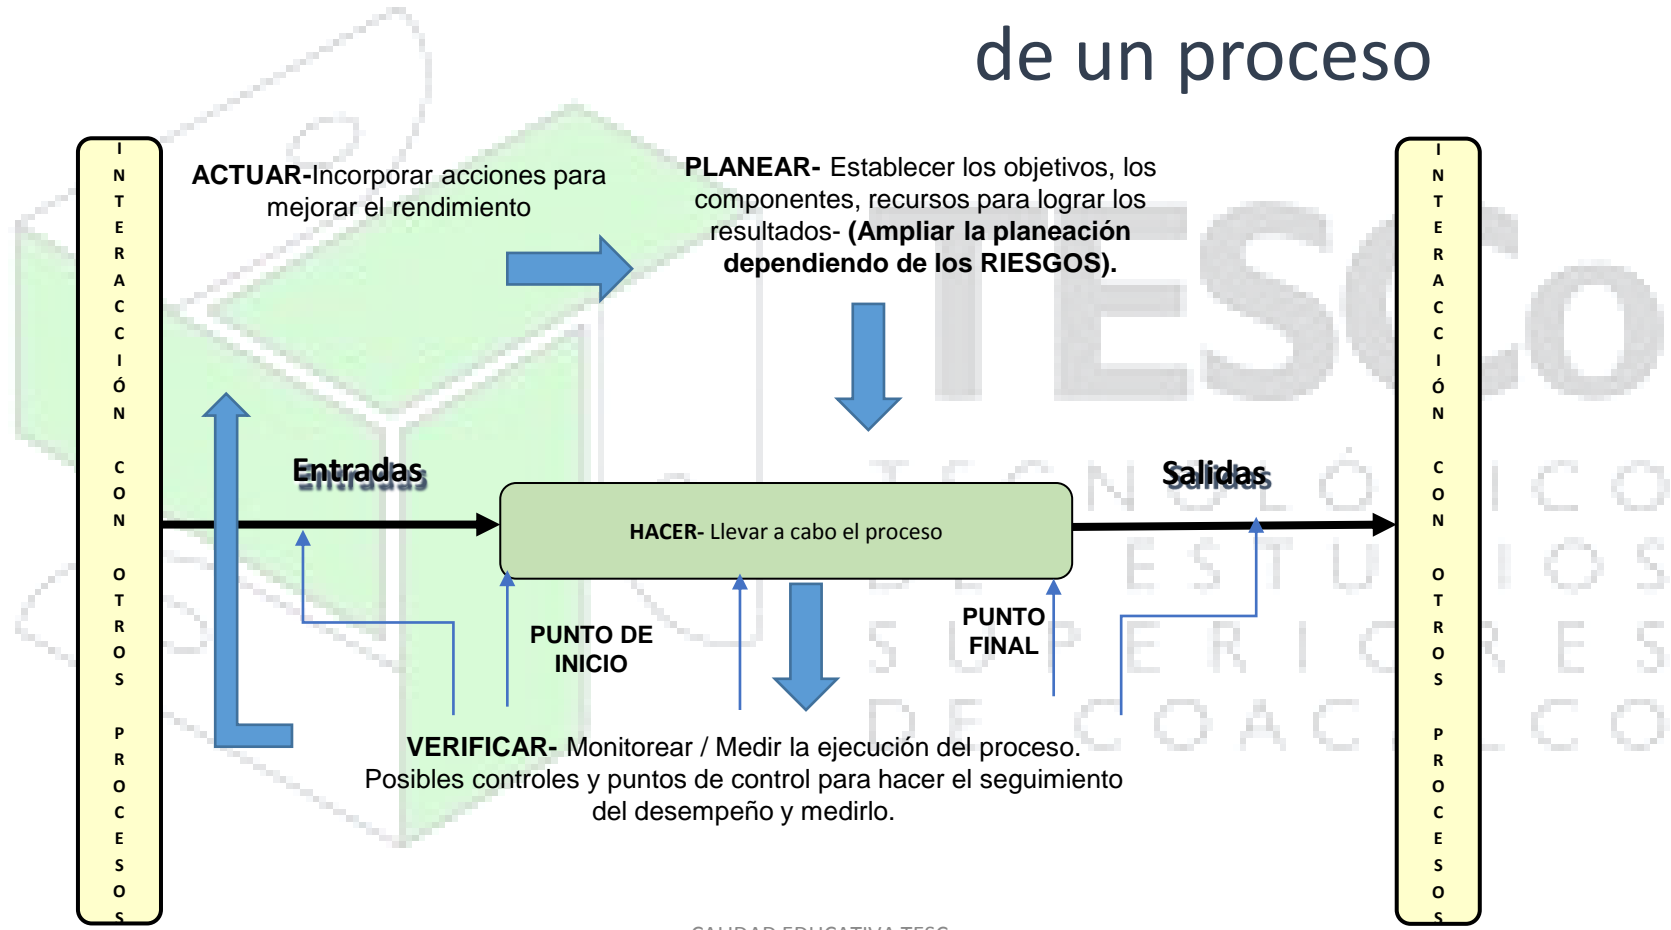 de un proceso
INTERACCIÓN CON OTROS PROCESOS
ACTUAR-Incorporar acciones para
mejorar el rendimiento
PLANEAR- Establecer los objetivos, los
componentes, recursos para lograr los
resultados- (Ampliar la planeación
dependiendo de los RIESGOS).
INTERACCIÓN CON OTROS PROCESOS
TESCo
TECNOLÓGICO
DE ESTUDIOS
SUPERIORES
DE COACALCO
Entradas
Salidas
HACER- Llevar a cabo el proceso
PUNTO DE
INICIO
PUNTO
FINAL
VERIFICAR- Monitorear / Medir la ejecución del proceso.
Posibles controles y puntos de control para hacer el seguimiento
del desempeño y medirlo.
CALIDAD EDUCATIVA TESCo